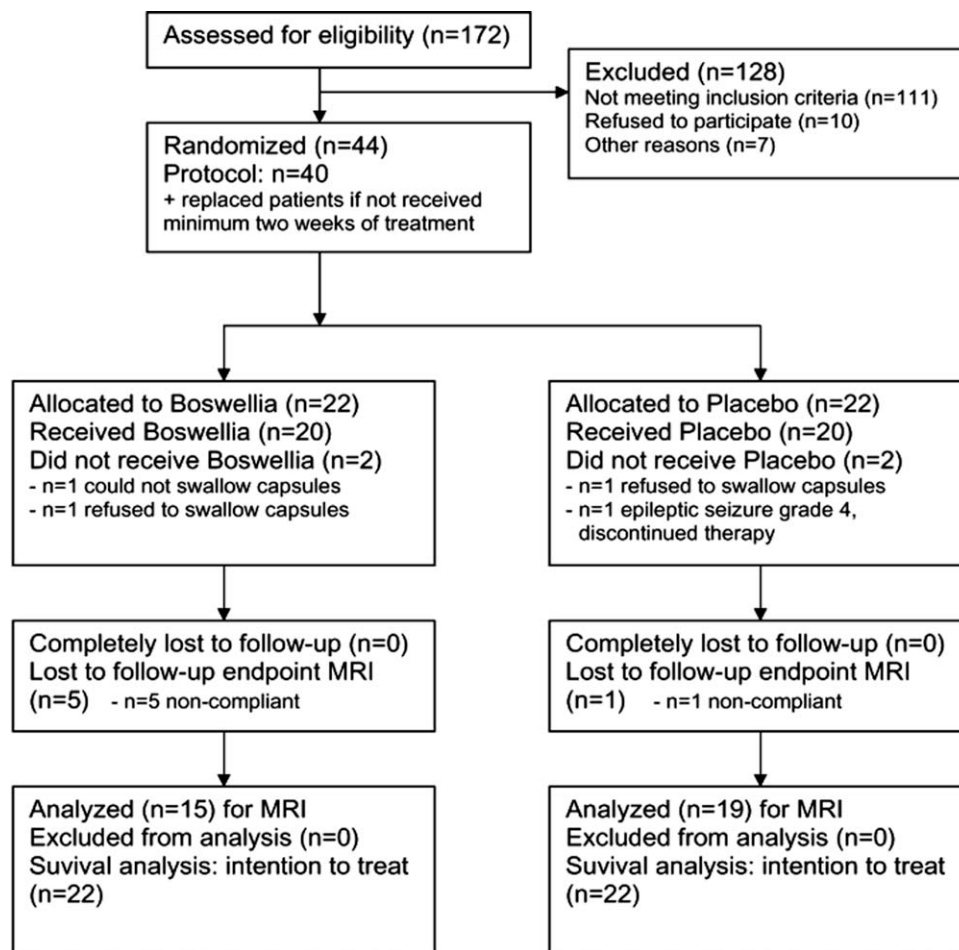 Assessed for eligibility (n=172)
Excluded (n=128)
Not meeting inclusion criteria (n=111)
Refused to participate (n=10)
Other reasons (n=7)
Randomized (n=44)
Protocol: n=40
+ replaced patients if not received
minimum two weeks of treatment
Allocated to Boswellia (n=22)
Received Boswellia (n=20)
Did not receive Boswellia (n=2)
- n=1 could not swallow capsules
- n=1 refused to swallow capsules
Allocated to Placebo (n=22)
Received Placebo (n=20)
Did not receive Placebo (n=2)
- n=1 refused to swallow capsules
- n=1 epileptic seizure grade 4,
discontinued therapy
Completely lost to follow-up (n=0)
Lost to follow-up endpoint MRI
(n=5) - n=5 non-compliant
Completely lost to follow-up (n=0)
Lost to follow-up endpoint MRI
(n=1) - n=1 non-compliant
Analyzed (n=15) for MRI
Excluded from analysis (n=0)
Suvival analysis: intention to treat
(n=22)
Analyzed (n=19) for MRI
Excluded from analysis (n=0)
Suvival analysis: intention to treat
(n=22)